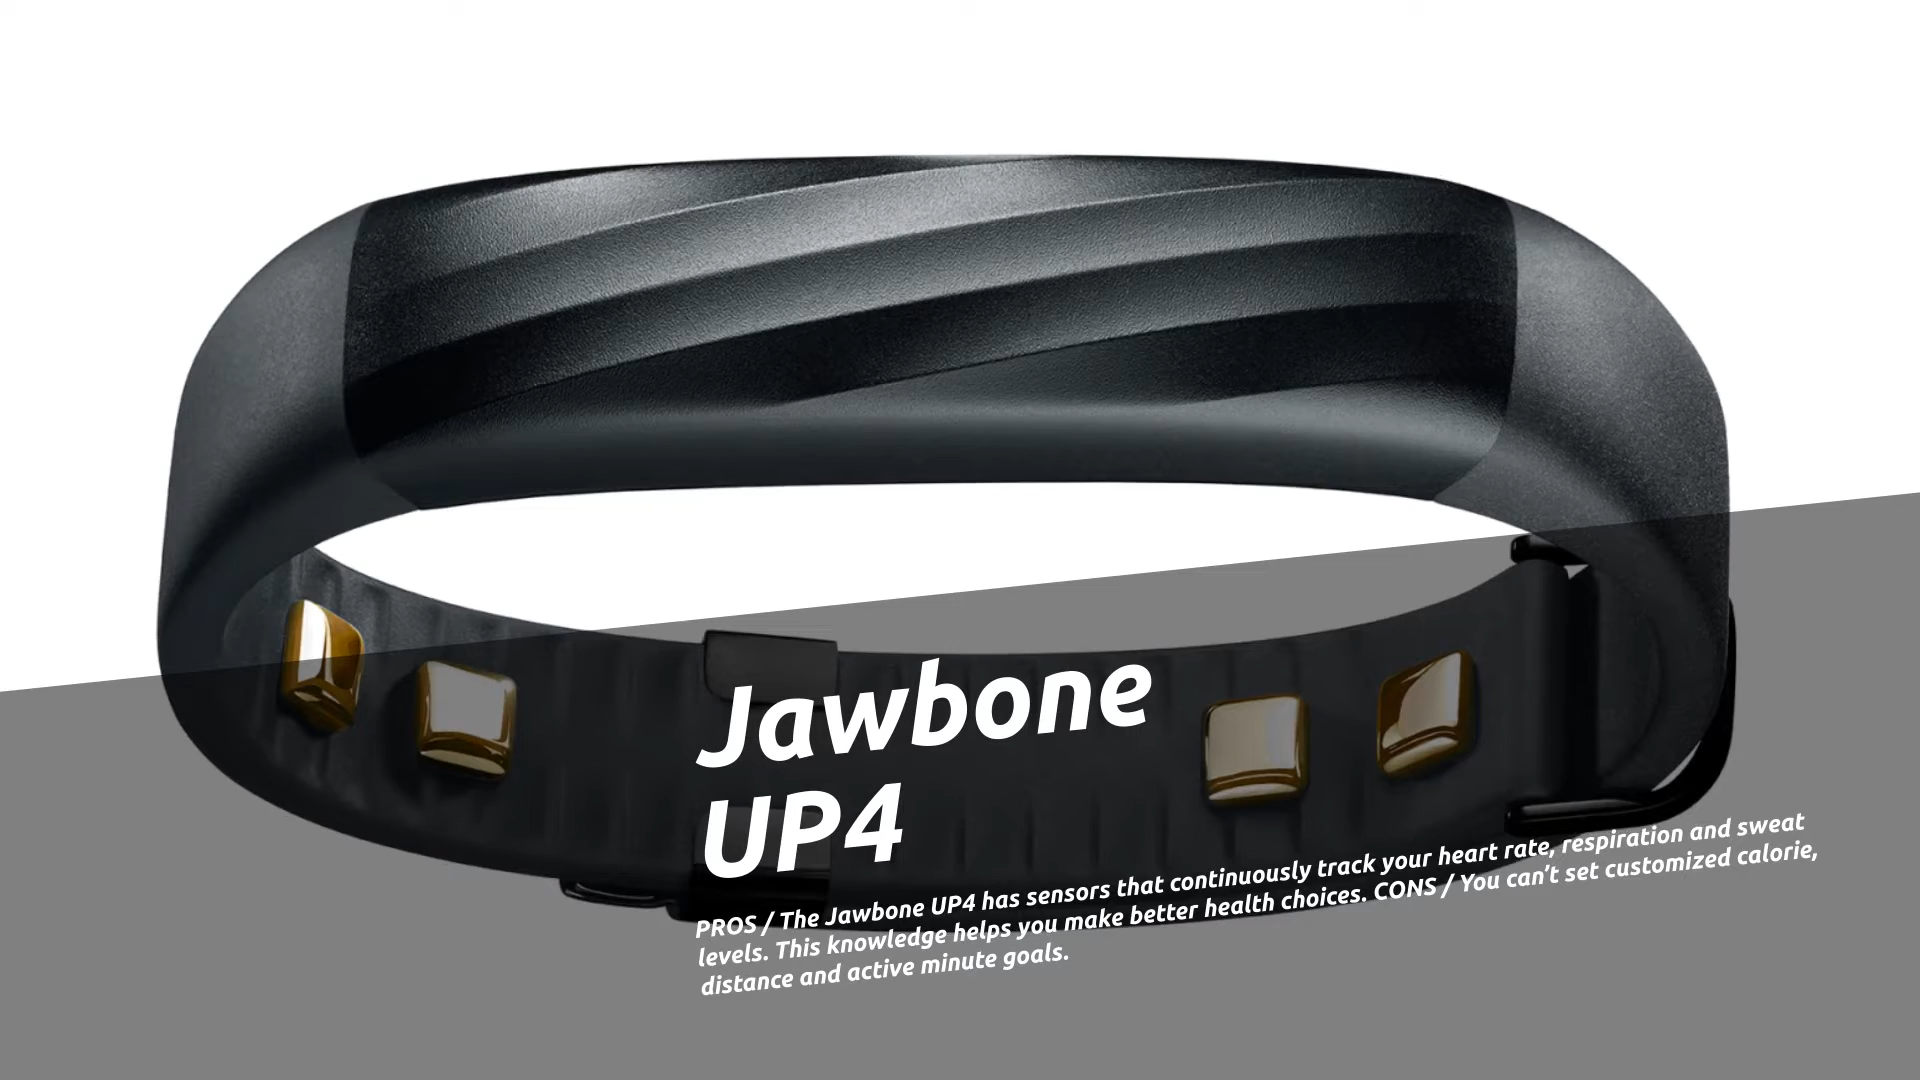 Jawbone
UP4
PROS / The Jawbone UP4 has sensors that continuously track your heart rate, respiration and sweat
levels. This knowledge helps you make better health choices. CONS / You can’t set customized calorie,
distance and active minute goals.